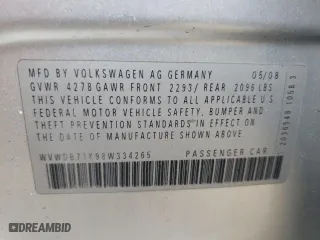 MFD BY VOLKSWAGEN AG GERMANY 05/08
GVWR 4278 GAWR FRONT 2293/ REAR 2096 LBS
THIS VEHICLE CONFORMS TO ALL APPLICABLE U.S.
FEDERAL MOTOR VEHICLE SAFETY, BUMPER AND
THEFT PREVENTION STANDARDS IN EFFECT ON
THE DATE OF MANUFACTURE SHOWN ABOVE.
WVWDB71K98W334265 PASSENGER CAR